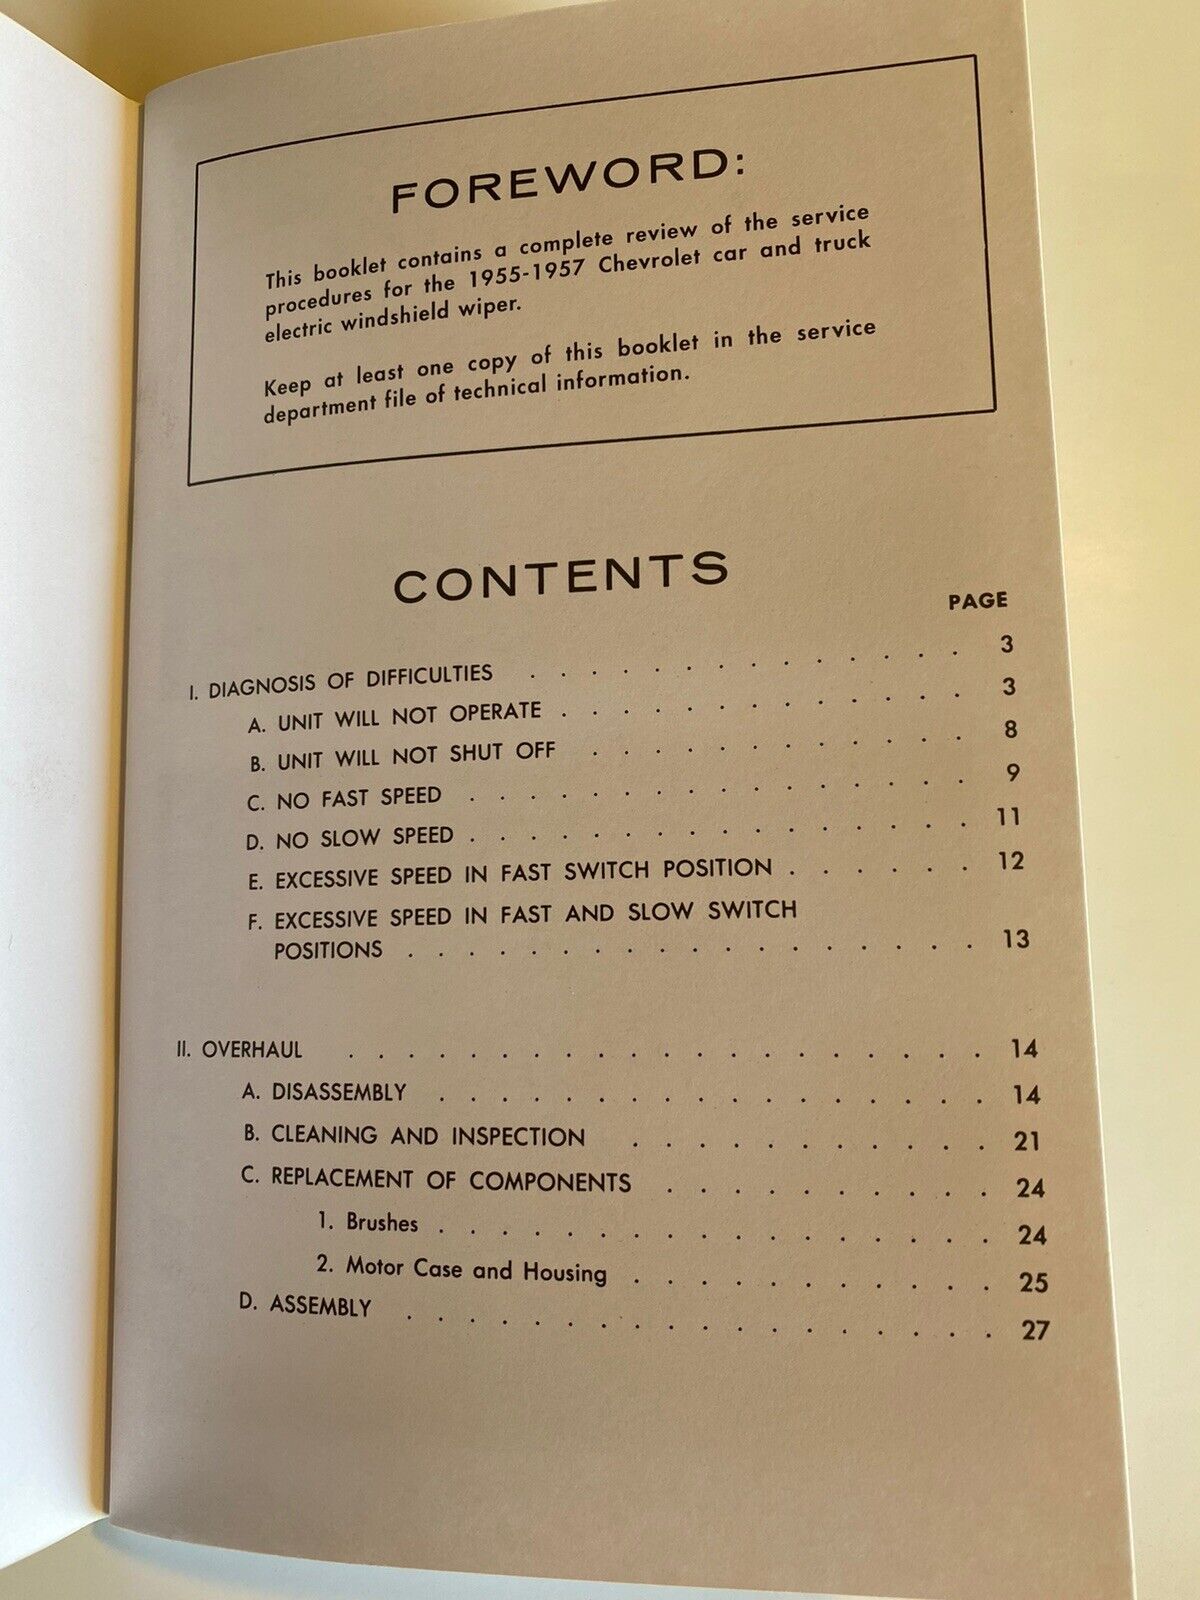 FOREWORD:
This booklet contains a complete review of the service
procedures for the 1955-1957 Chevrolet car and truck
electric windshield wiper.
Keep at least one copy of this booklet in the service
department file of technical information.
CONTENTS
PAGE
I. DIAGNOSIS OF DIFFICULTIES . . . . . . . . . . . . . . 3
A. UNIT WILL NOT OPERATE . . . . . . . . . . . . . 3
B. UNIT WILL NOT SHUT OFF . . . . . . . . . . . . 8
C. NO FAST SPEED . . . . . . . . . . . . . . . . 9
D. NO SLOW SPEED . . . . . . . . . . . . . . . . 11
E. EXCESSIVE SPEED IN FAST SWITCH POSITION . . . . . . 12
F. EXCESSIVE SPEED IN FAST AND SLOW SWITCH
POSITIONS . . . . . . . . . . . . . . . . . . 13
II. OVERHAUL . . . . . . . . . . . . . . . . . . . . . 14
A. DISASSEMBLY . . . . . . . . . . . . . . . . . 14
B. CLEANING AND INSPECTION . . . . . . . . . . . . 21
C. REPLACEMENT OF COMPONENTS . . . . . . . . . . . 24
1. Brushes . . . . . . . . . . . . . . . . . . 24
2. Motor Case and Housing . . . . . . . . . . . . 25
D. ASSEMBLY . . . . . . . . . . . . . . . . . . . 27